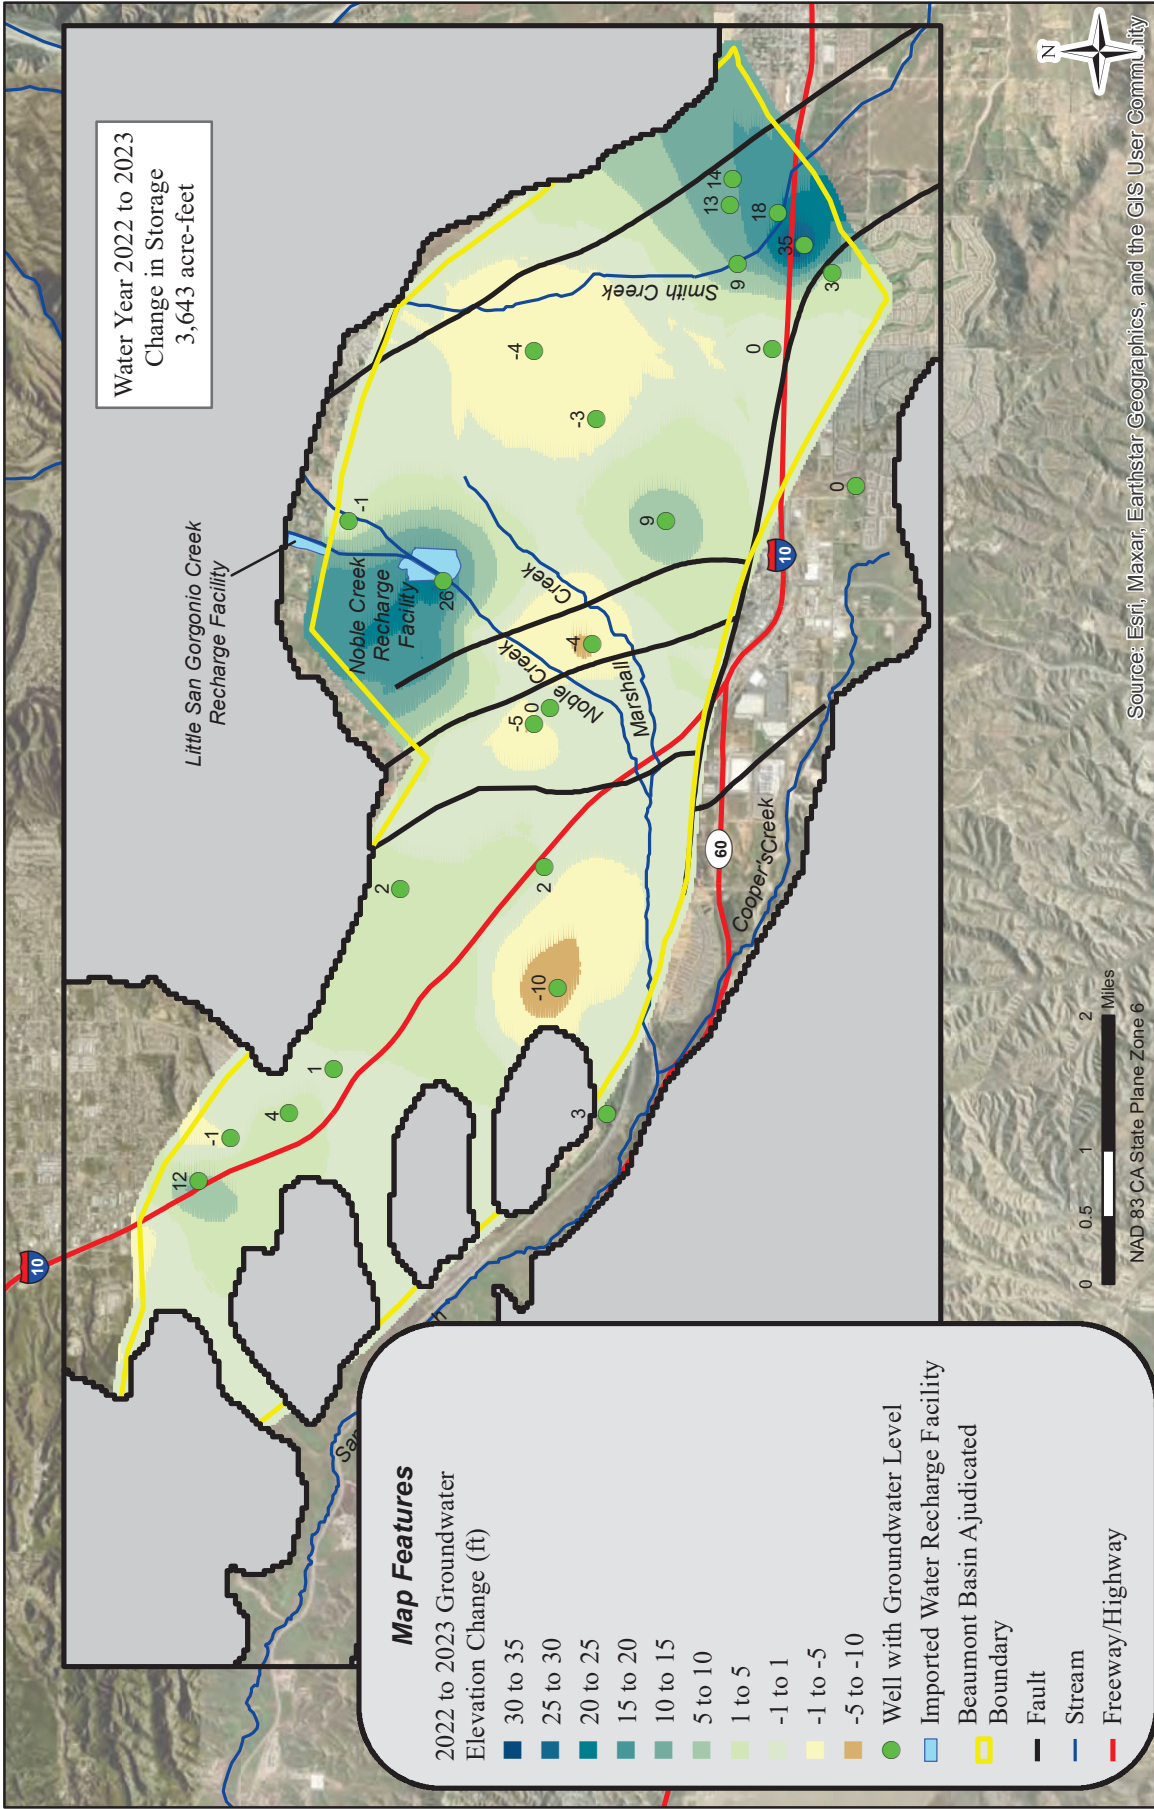 Water Year 2022 to 2023
Change in Storage
3,643 acre-feet
Little San Gorgonio Creek
Recharge Facility
Noble Creek
Recharge
Facility
-1
26
-4
-3
Smith Creek
9
13
14
18
35
3
0
0
9
10
Creek
Marshall
-4
Noble Creek
0
-5
2
2
-10
60
Cooper'sCreek
1
4
-1
12
3
10
N
Map Features
2022 to 2023 Groundwater
Elevation Change (ft)
30 to 35
25 to 30
20 to 25
15 to 20
10 to 15
5 to 10
1 to 5
-1 to 1
-1 to -5
-5 to -10
Well with Groundwater Level
Imported Water Recharge Facility
Beaumont Basin Ajudicated
Boundary
Fault
Stream
Freeway/Highway
0 0.5 1 2
Miles
NAD 83 CA State Plane Zone 6
Source: Esri, Maxar, Earthstar Geographics, and the GIS User Community